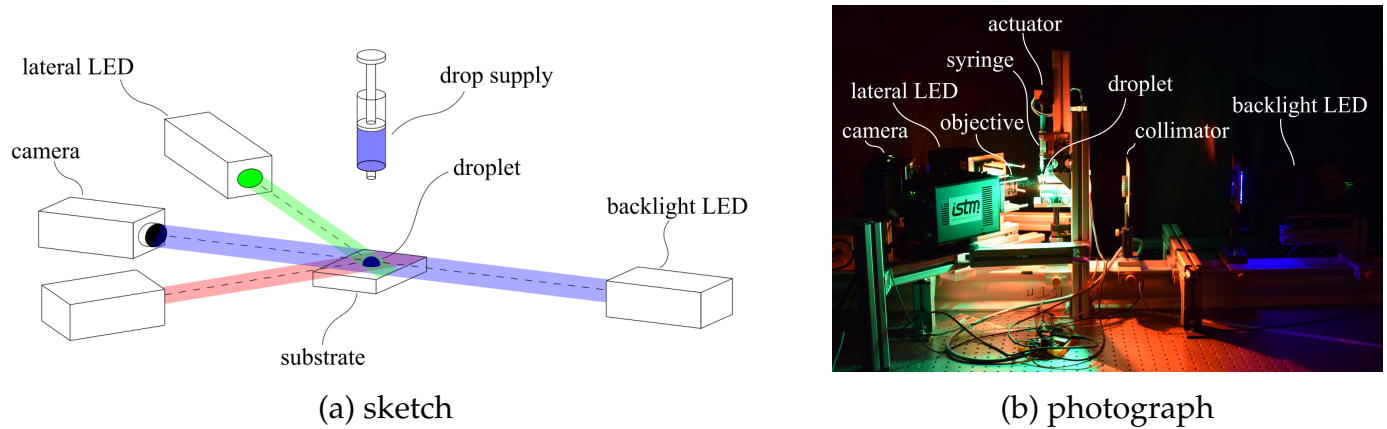 lateral LED
drop supply
camera
droplet
backlight LED
substrate
(a) sketch
actuator
syringe
lateral LED
droplet
backlight LED
camera
objective
collimator
istm
(b) photograph